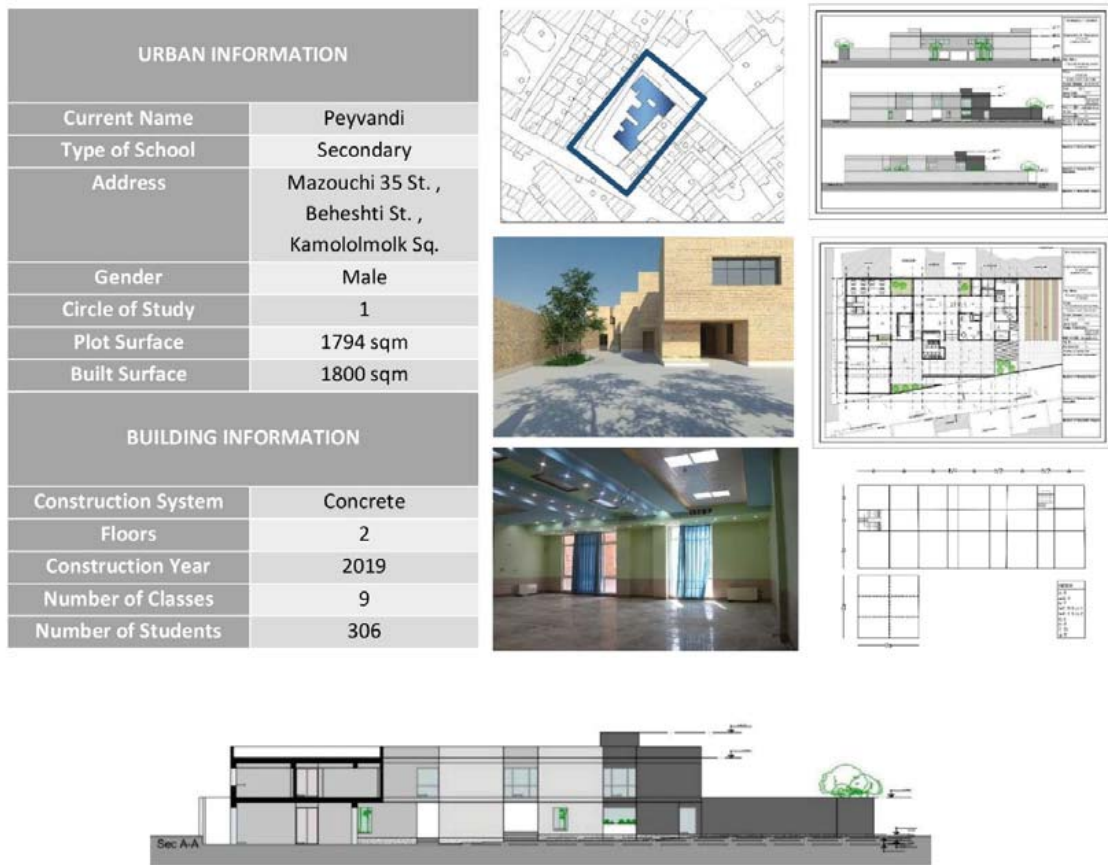 URBAN INFORMATION
Current Name Peyvandi
Type of School Secondary
Address Mazouchi 35 St. ,
Beheshti St. ,
Kamololmolk Sq.
Gender Male
Circle of Study 1
Plot Surface 1794 sqm
Built Surface 1800 sqm
BUILDING INFORMATION
Construction System Concrete
Floors 2
Construction Year 2019
Number of Classes 9
Number of Students 306
Sec A-A